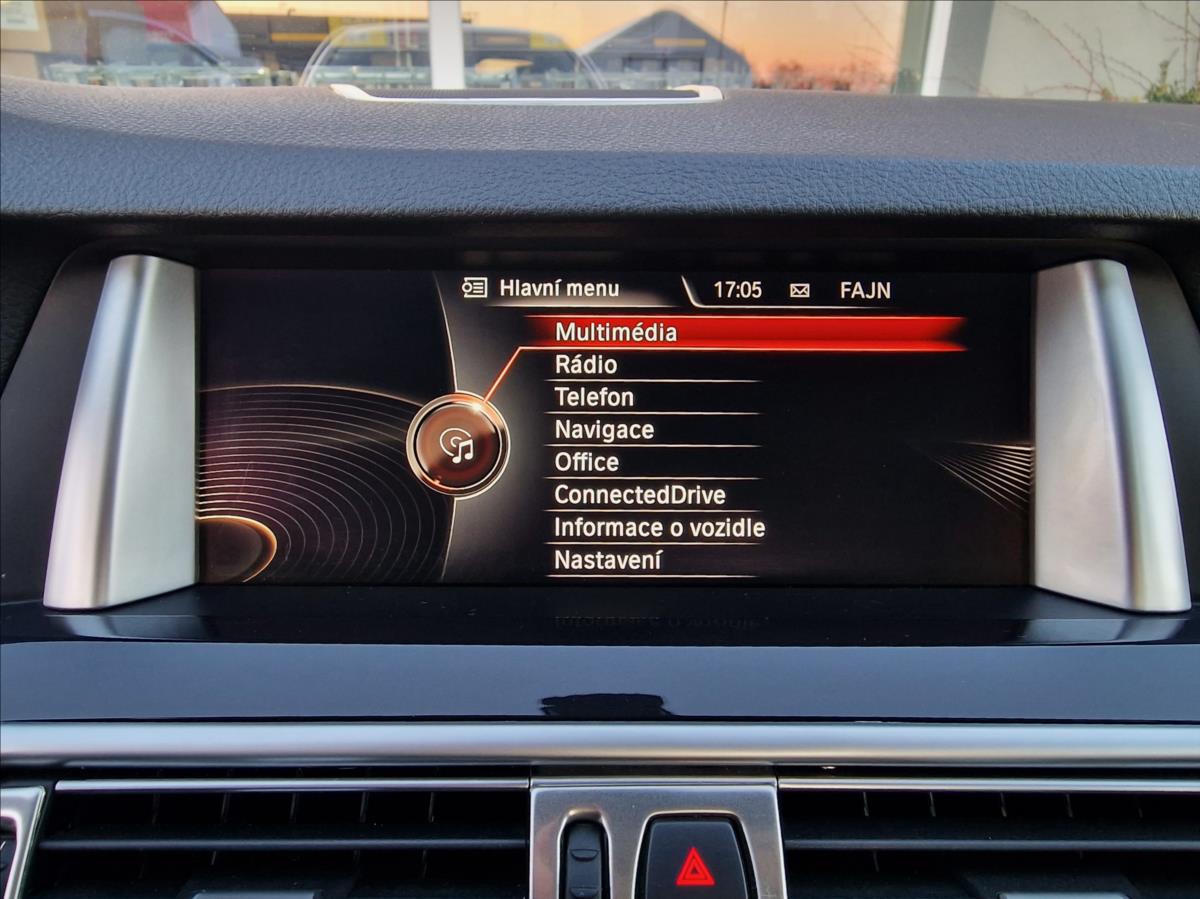 Hlavní menu 17:05 FAJN
Multimédia
Rádio
Telefon
Navigace
Office
ConnectedDrive
Informace o vozidle
Nastavení